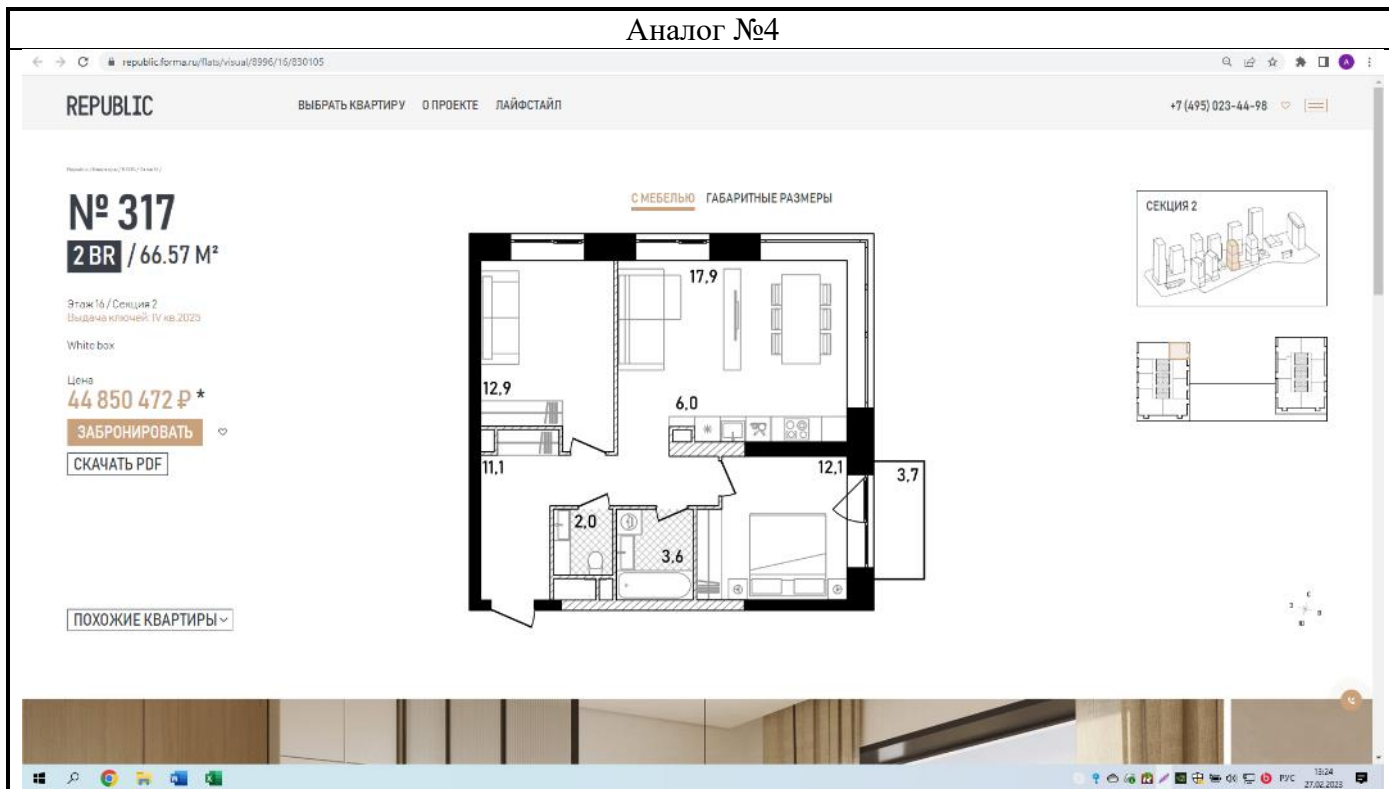 Аналог №4
republic.forma.ru/flats/visual/8996/16/830105
REPUBLIC
ВЫБРАТЬ КВАРТИРУ О ПРОЕКТЕ ЛАЙФСТАЙЛ
+7 (495) 023-44-98
№ 317
2 BR / 66.57 М²
Этаж 16 / Секция 2
Выдача ключей: IV кв.2025
White box
Цена
44 850 472 ₽ *
ЗАБРОНИРОВАТЬ
СКАЧАТЬ PDF
ПОХОЖИЕ КВАРТИРЫ
С МЕБЕЛЬЮ ГАБАРИТНЫЕ РАЗМЕРЫ
17,9
12,9
6,0
11,1
12,1
3,7
2,0
3,6
СЕКЦИЯ 2
С
З
В
Ю
РУС
13:24
27.02.2023